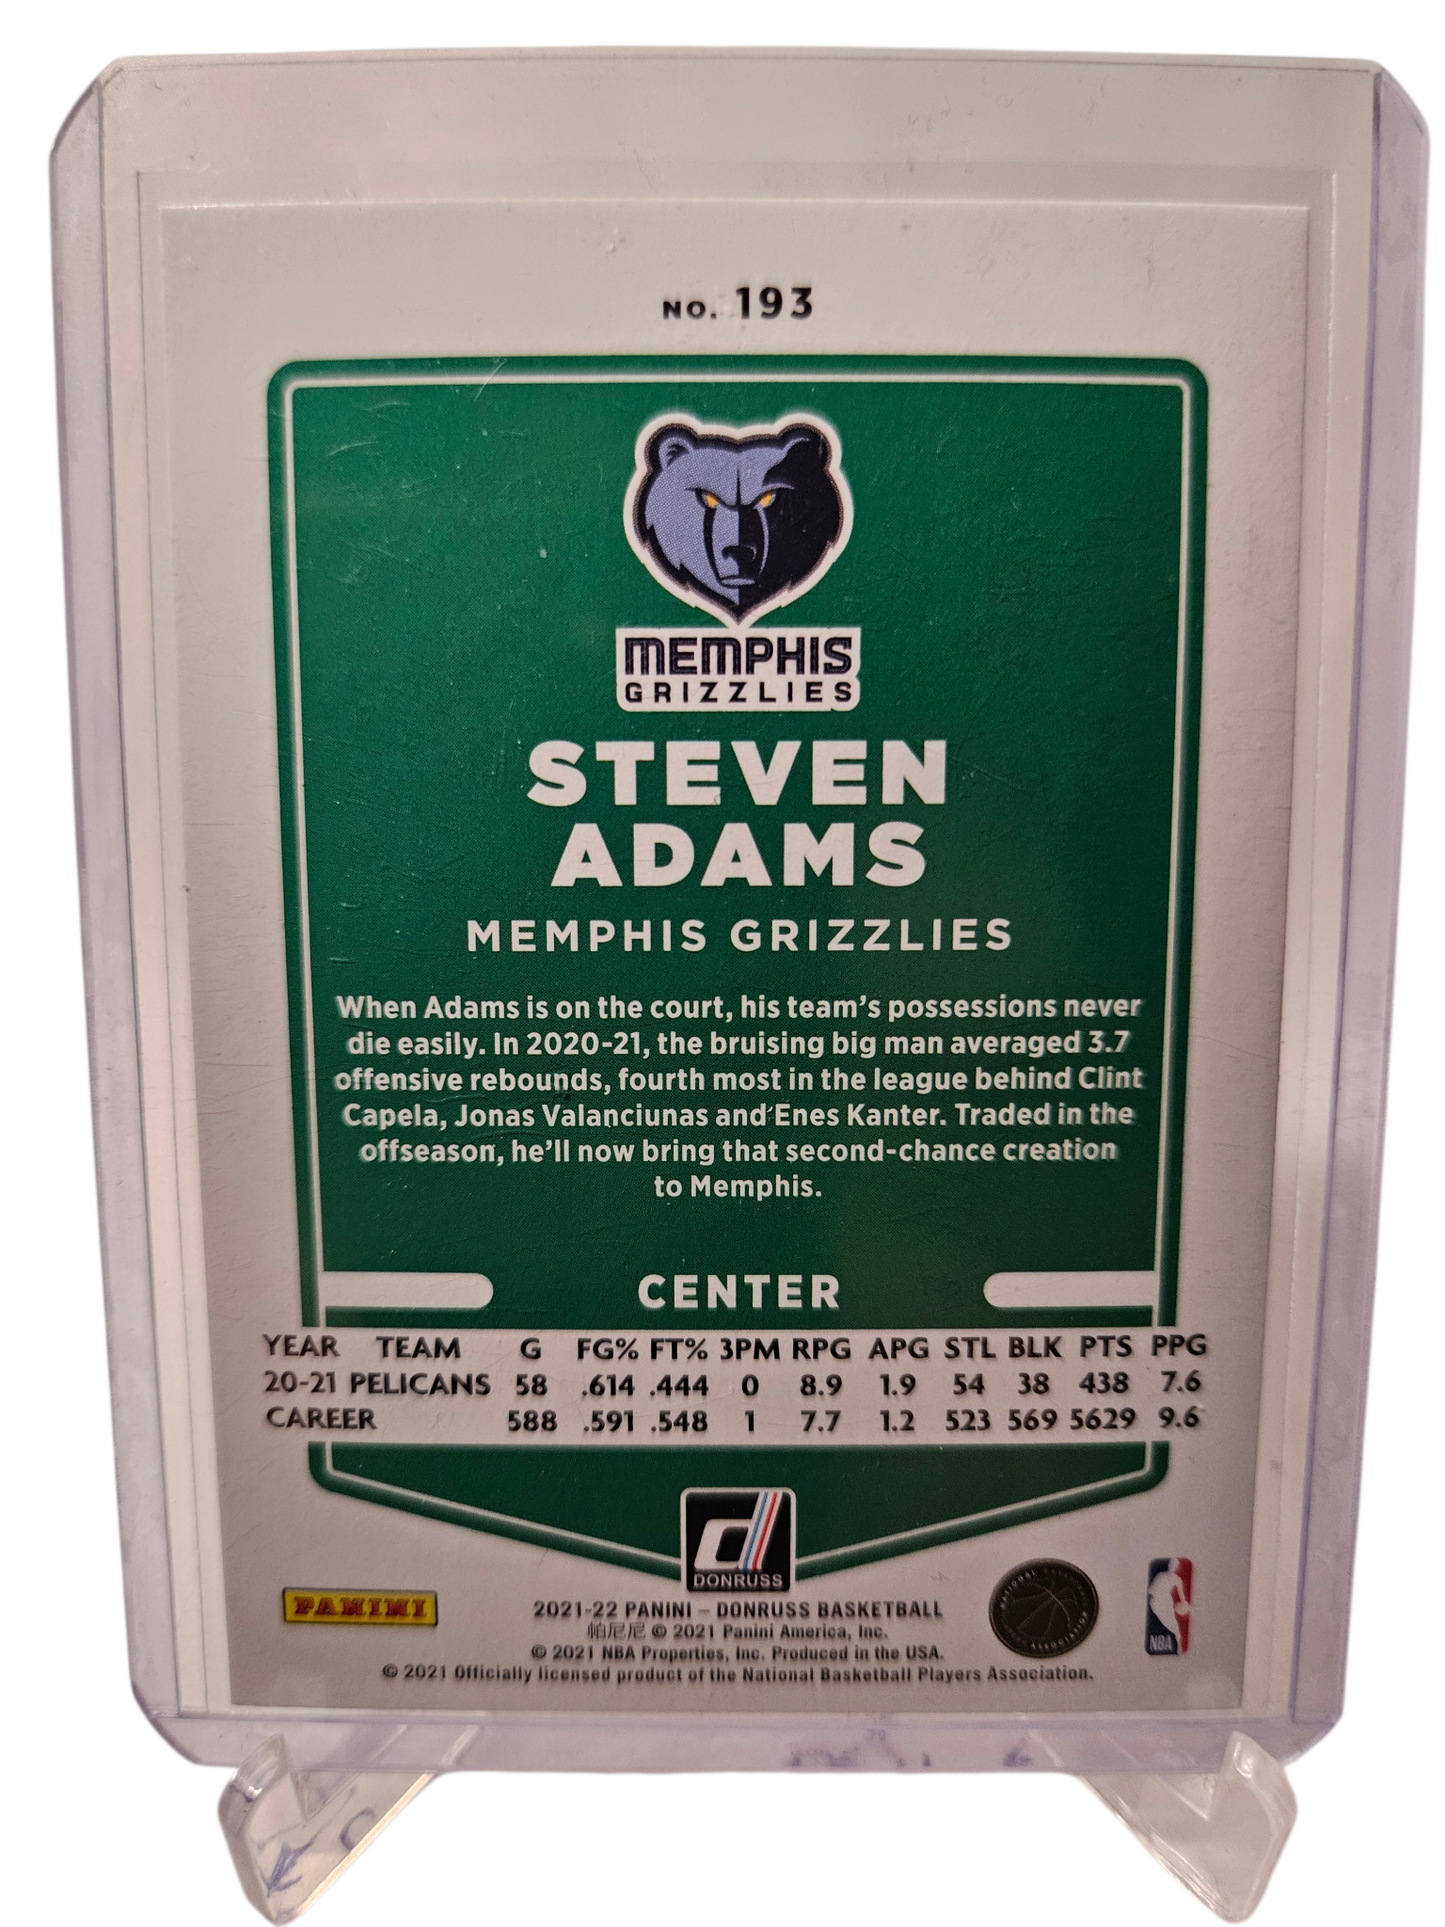 NO. 193
MEMPHIS
GRIZZLIES
STEVEN
ADAMS
MEMPHIS GRIZZLIES
When Adams is on the court, his team's possessions never
die easily. In 2020-21, the bruising big man averaged 3.7
offensive rebounds, fourth most in the league behind Clint
Capela, Jonas Valanciunas and Enes Kanter. Traded in the
offseason, he'll now bring that second-chance creation
to Memphis.
CENTER
YEAR TEAM G FG% FT% 3PM RPG APG STL BLK PTS PPG
20-21 PELICANS 58 .614 .444 0 8.9 1.9 54 38 438 7.6
CAREER 588 .591 .548 1 7.7 1.2 523 569 5629 9.6
d
DONRUSS
PANINI
2021-22 PANINI – DONRUSS BASKETBALL
帕尼尼 © 2021 Panini America, Inc.
© 2021 NBA Properties, Inc. Produced in the USA.
© 2021 Officially licensed product of the National Basketball Players Association.
NATIONAL BASKETBALL
ASSOCIATION
NBA